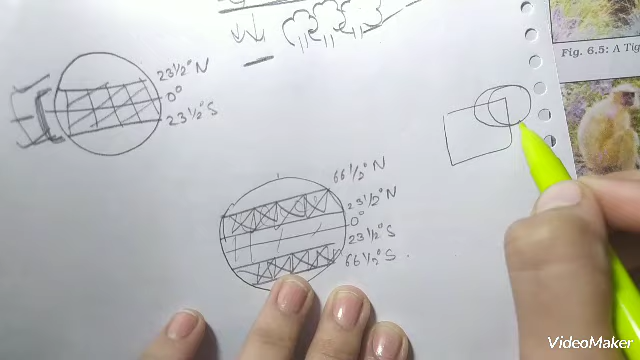 Fig. 6.5: A Tig
23½° N
0°
23½° S
66½° N
23½° N
0°
23½° S
66½° S
VideoMaker